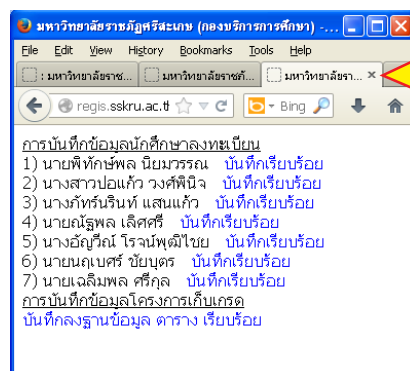 มหาวิทยาลัยราชภัฏศรีสะเกษ (กองบริการการศึกษา) - ...
File Edit View History Bookmarks Tools Help
: มหาวิทยาลัยราช... : มหาวิทยาลัยราชภั... : มหาวิทยาลัยรา... ×
regis.sskru.ac.t Bing
การบันทึกข้อมูลนักศึกษาลงทะเบียน
1) นายพิทักษ์พล นิยมวรรณ บันทึกเรียบร้อย
2) นางสาวปอแก้ว วงศ์พินิจ บันทึกเรียบร้อย
3) นางภัทร์นรินท์ แสนแก้ว บันทึกเรียบร้อย
4) นายณัฐพล เลิศศรี บันทึกเรียบร้อย
5) นางอัญวีณ์ โรจน์พุฒิไชย บันทึกเรียบร้อย
6) นายนฤเบศร์ ชัยบุตร บันทึกเรียบร้อย
7) นายเฉลิมพล ศรีกุล บันทึกเรียบร้อย
การบันทึกข้อมูลโครงการเก็บเกรด
บันทึกลงฐานข้อมูล ตาราง เรียบร้อย